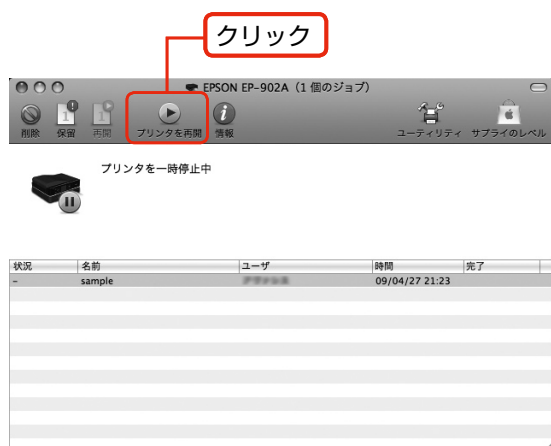 クリック
EPSON EP-902A（1 個のジョブ）
削除 保留 再開 プリンタを再開 情報 ユーティリティ サプライのレベル
プリンタを一時停止中
状況 名前 ユーザ 時間 完了
- sample 09/04/27 21:23